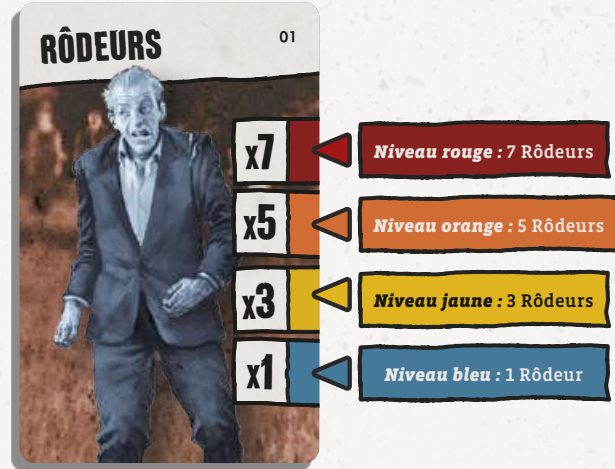 RÔDEURS 01
x7 Niveau rouge : 7 Rôdeurs
x5 Niveau orange : 5 Rôdeurs
x3 Niveau jaune : 3 Rôdeurs
x1 Niveau bleu : 1 Rôdeur